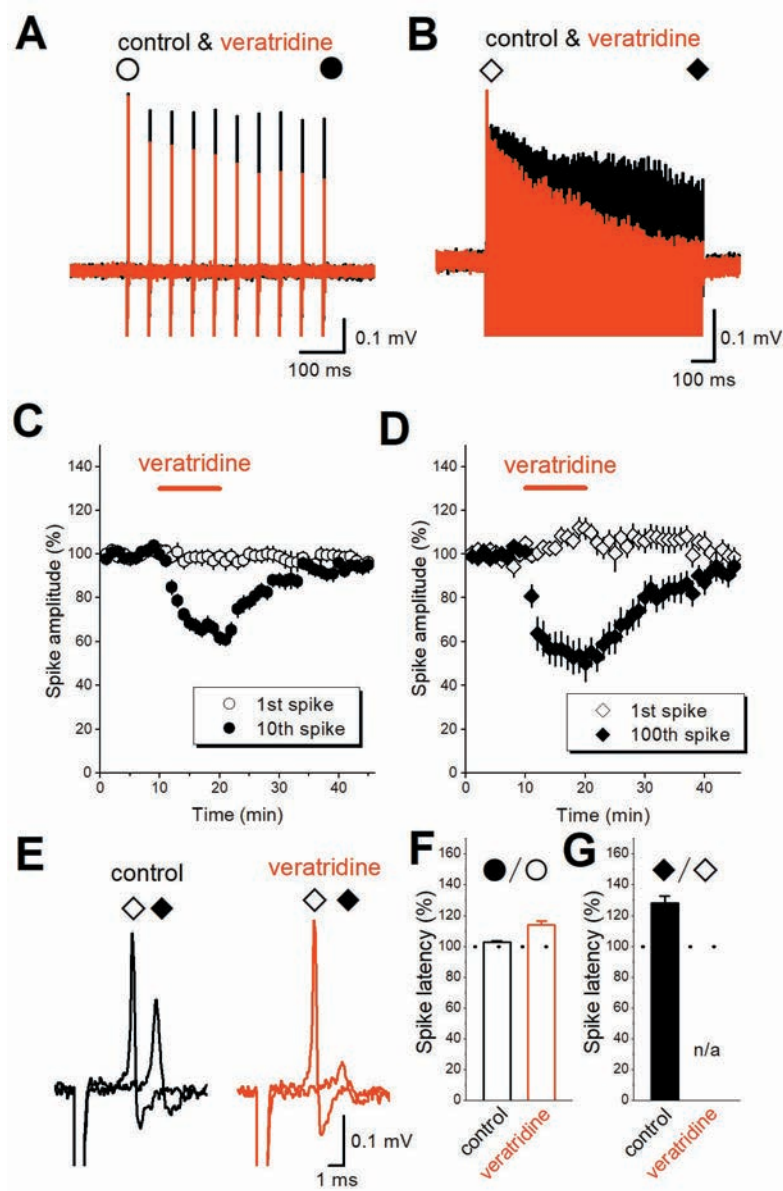 A
control & veratridine
0.1 mV
100 ms
B
control & veratridine
0.1 mV
100 ms
C
veratridine
Spike amplitude (%)
140
120
100
80
60
40
20
0
1st spike
10th spike
0 10 20 30 40
Time (min)
D
veratridine
Spike amplitude (%)
140
120
100
80
60
40
20
0
1st spike
100th spike
0 10 20 30 40
Time (min)
E
control
veratridine
0.1 mV
1 ms
F
/
Spike latency (%)
160
140
120
100
80
60
40
20
0
control
veratridine
G
/
Spike latency (%)
160
140
120
100
80
60
40
20
0
n/a
control
veratridine